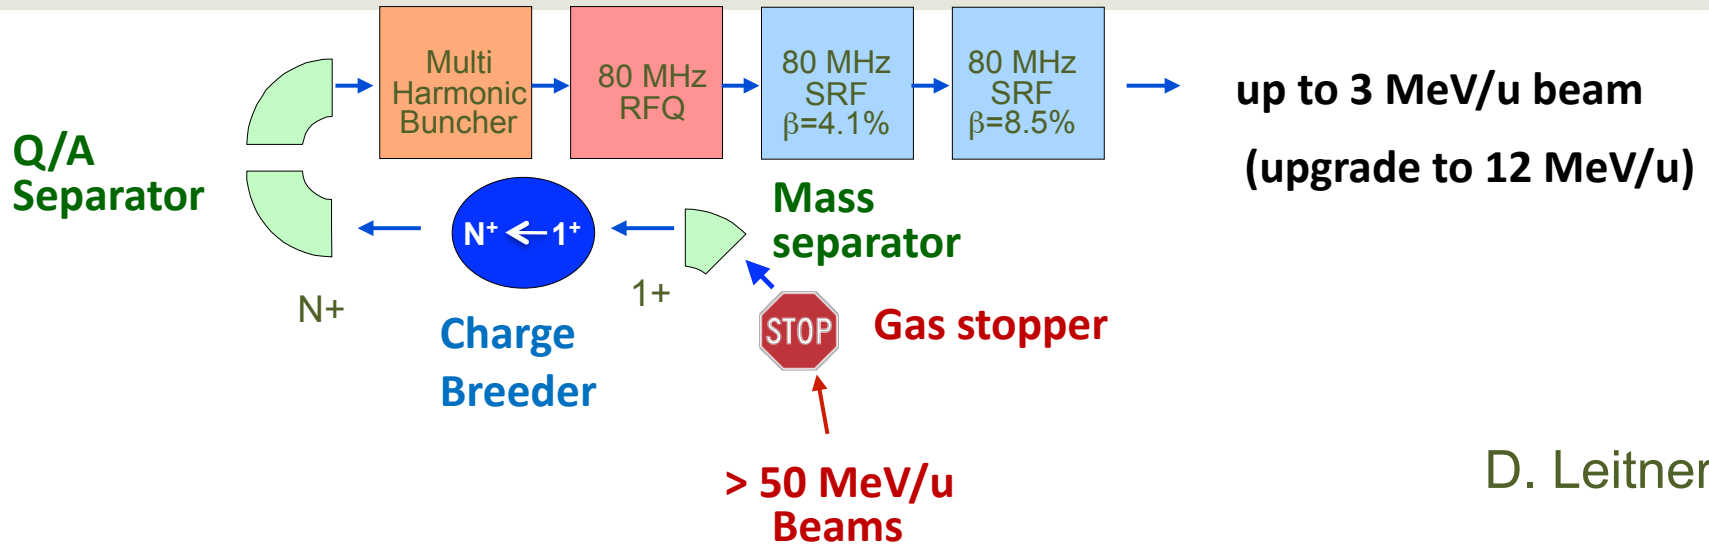 Multi
Harmonic
Buncher
80 MHz
RFQ
80 MHz
SRF
β=4.1%
80 MHz
SRF
β=8.5%
up to 3 MeV/u beam
(upgrade to 12 MeV/u)
Q/A
Separator
N⁺ ← 1⁺
Mass
separator
N+
1+
Charge
Breeder
STOP
Gas stopper
> 50 MeV/u
Beams
D. Leitner